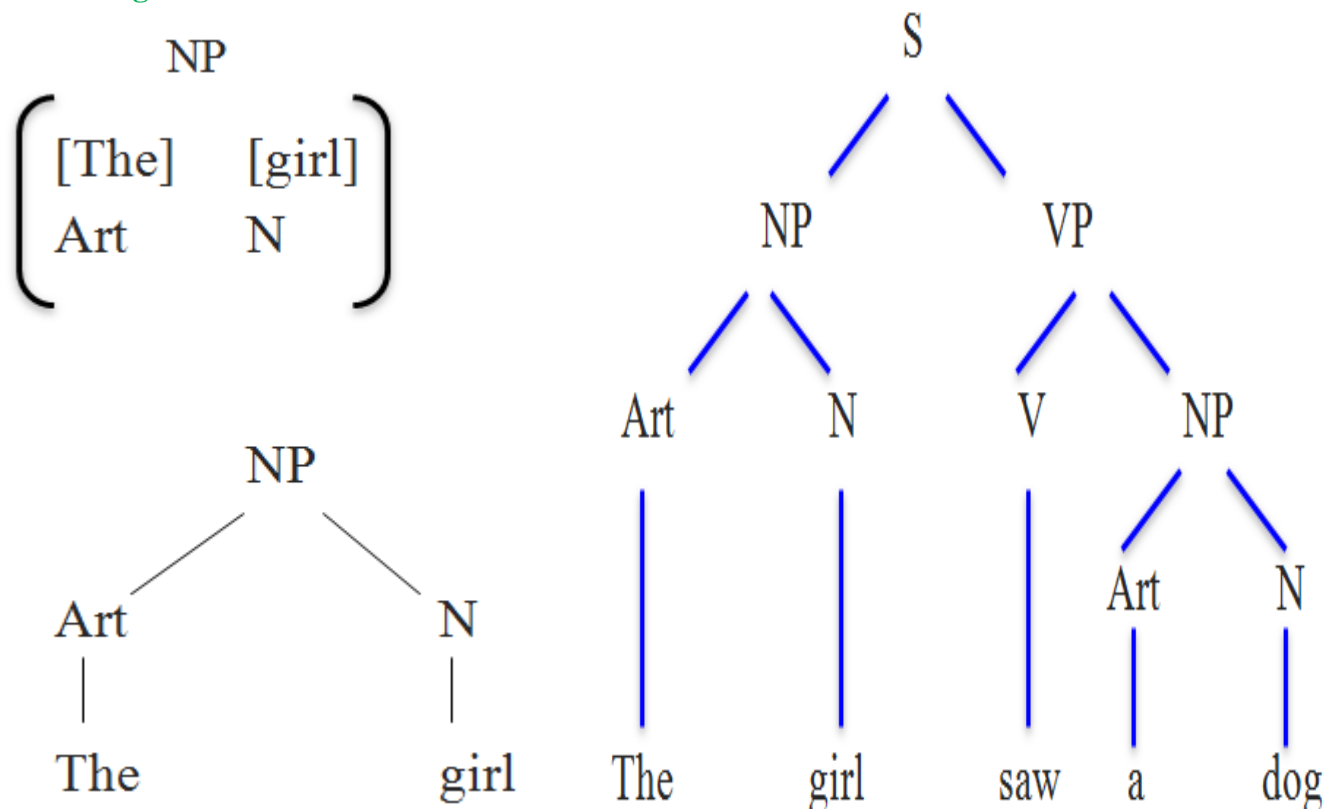 NP
[The] [girl]
Art N
NP
Art N
The girl
S
NP VP
Art N V NP
Art N
The girl saw a dog